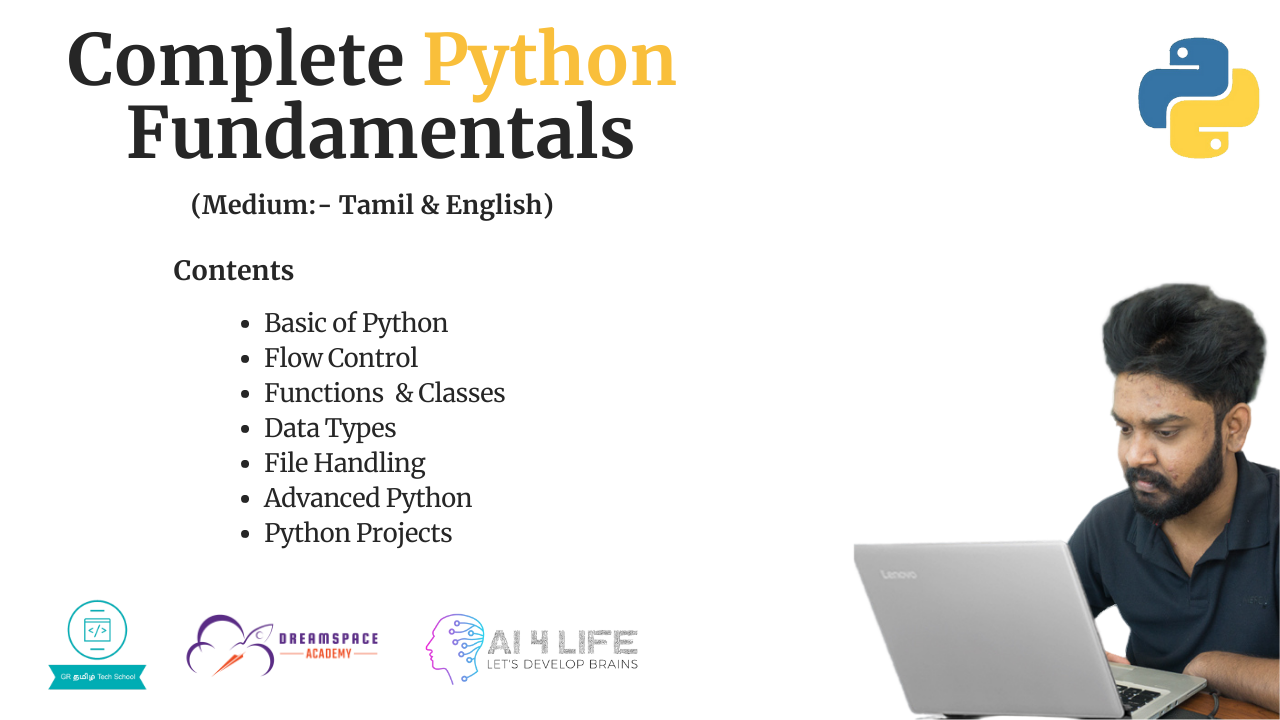 Complete Python
Fundamentals
(Medium:- Tamil & English)
Contents
Basic of Python
Flow Control
Functions & Classes
Data Types
File Handling
Advanced Python
Python Projects
GR தமிழ் Tech School
DREAMSPACE
ACADEMY
AI 4 LIFE
LET'S DEVELOP BRAINS
Lenovo